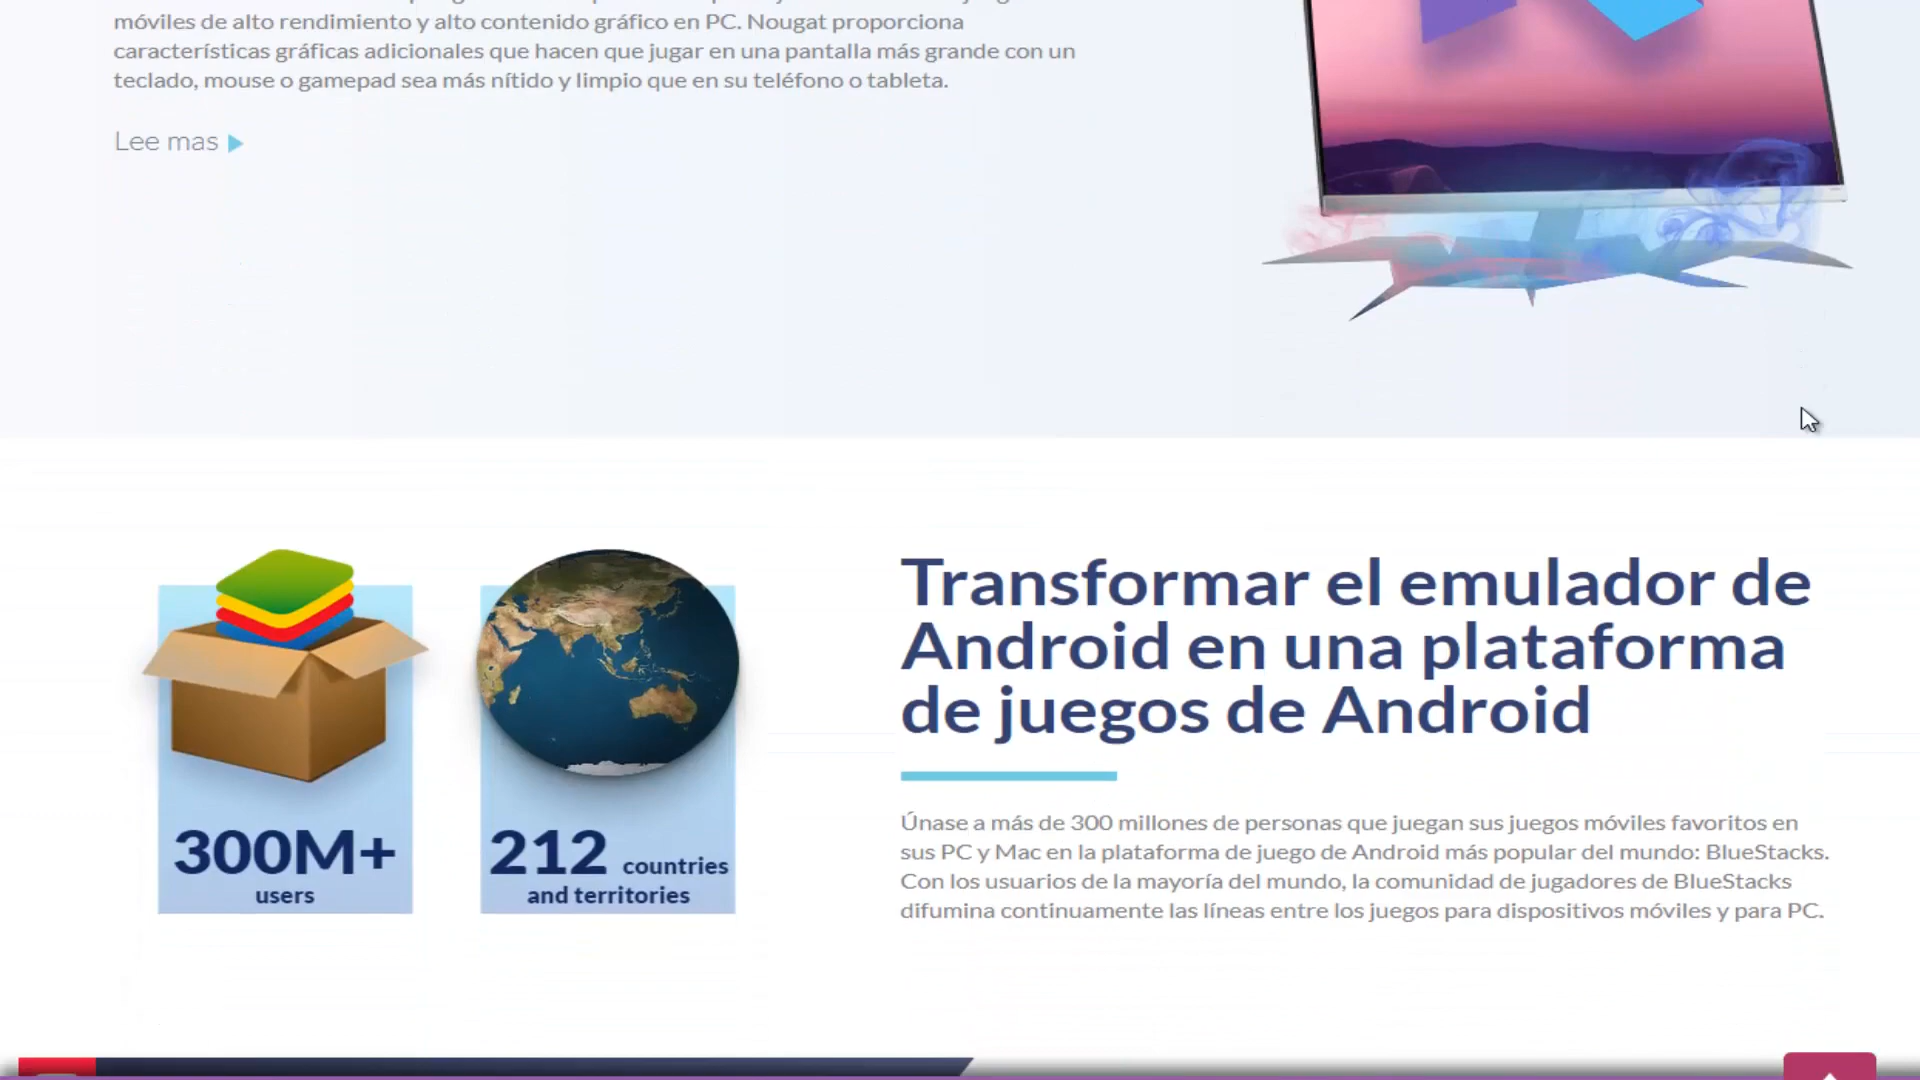 móviles de alto rendimiento y alto contenido gráfico en PC. Nougat proporciona
características gráficas adicionales que hacen que jugar en una pantalla más grande con un
teclado, mouse o gamepad sea más nítido y limpio que en su teléfono o tableta.
Lee mas
300M+
users
212 countries
and territories
Transformar el emulador de
Android en una plataforma
de juegos de Android
Únase a más de 300 millones de personas que juegan sus juegos móviles favoritos en
sus PC y Mac en la plataforma de juego de Android más popular del mundo: BlueStacks.
Con los usuarios de la mayoría del mundo, la comunidad de jugadores de BlueStacks
difumina continuamente las líneas entre los juegos para dispositivos móviles y para PC.